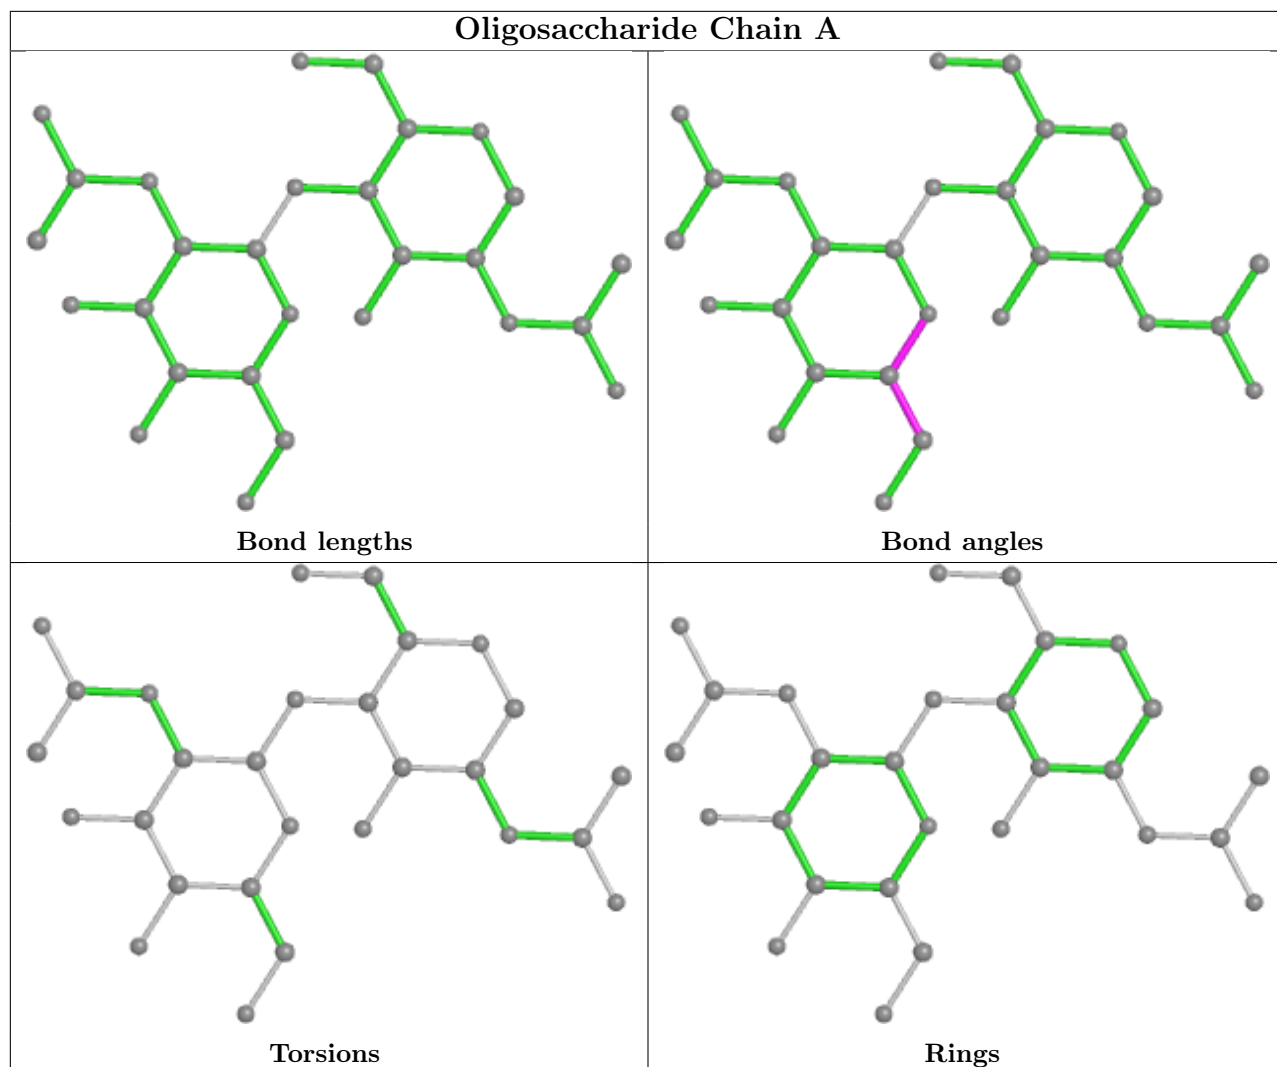 Oligosaccharide Chain A
Bond lengths
Bond angles
Torsions
Rings